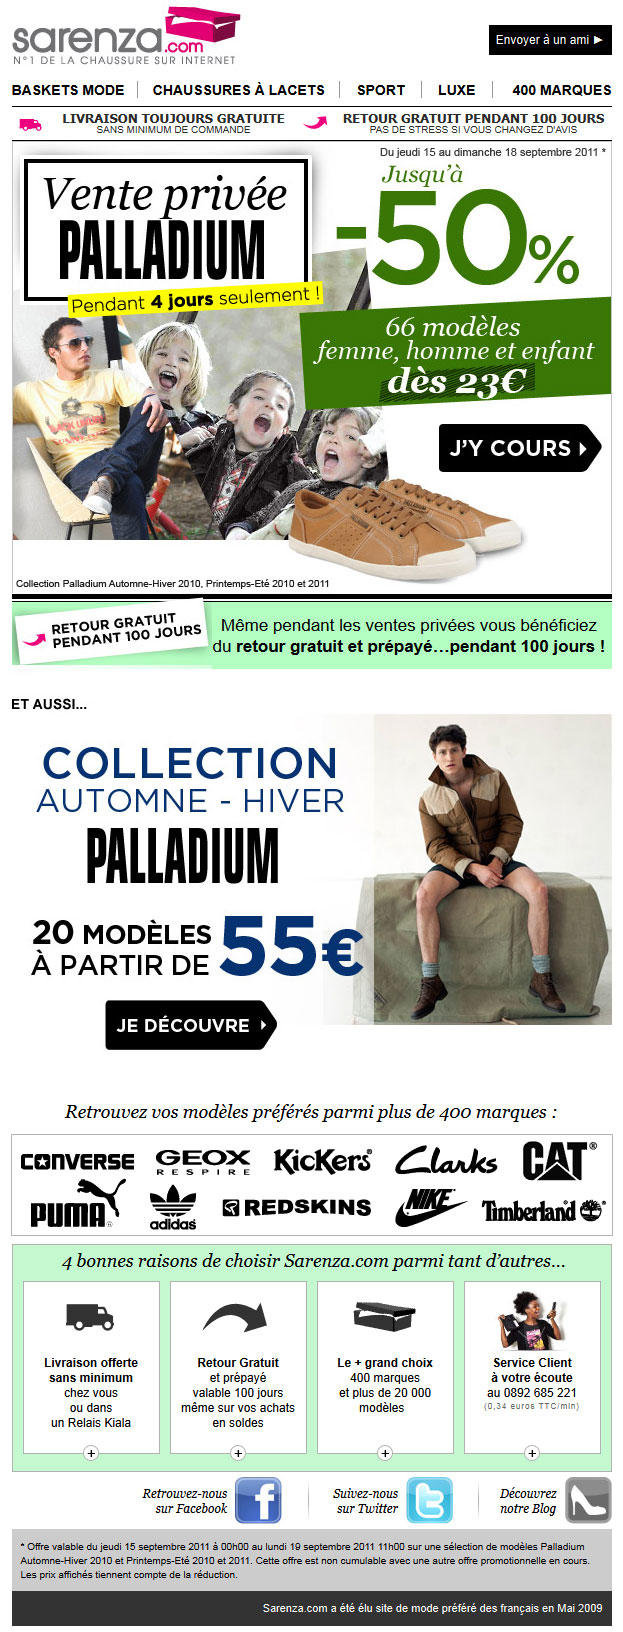 sarenza.com
N°1 DE LA CHAUSSURE SUR INTERNET
Envoyer à un ami ►
BASKETS MODE | CHAUSSURES À LACETS | SPORT | LUXE | 400 MARQUES
LIVRAISON TOUJOURS GRATUITE
SANS MINIMUM DE COMMANDE
RETOUR GRATUIT PENDANT 100 JOURS
PAS DE STRESS SI VOUS CHANGEZ D'AVIS
Du jeudi 15 au dimanche 18 septembre 2011 *
Vente privée
PALLADIUM
Pendant 4 jours seulement !
Jusqu'à
-50%
66 modèles
femme, homme et enfant
dès 23€
J'Y COURS
Collection Palladium Automne-Hiver 2010, Printemps-Eté 2010 et 2011
RETOUR GRATUIT
PENDANT 100 JOURS
Même pendant les ventes privées vous bénéficiez
du retour gratuit et prépayé...pendant 100 jours !
ET AUSSI...
COLLECTION
AUTOMNE - HIVER
PALLADIUM
20 MODÈLES
À PARTIR DE 55€
JE DÉCOUVRE
Retrouvez vos modèles préférés parmi plus de 400 marques :
CONVERSE GEOX RESPIRE KicKers® Clarks CAT®
PUMA® adidas REDSKINS NIKE Timberland®
4 bonnes raisons de choisir Sarenza.com parmi tant d'autres...
Livraison offerte
sans minimum
chez vous
ou dans
un Relais Kiala
+
Retour Gratuit
et prépayé
valable 100 jours
même sur vos achats
en soldes
+
Le + grand choix
400 marques
et plus de 20 000
modèles
+
Service Client
à votre écoute
au 0892 685 221
(0,34 euros TTC/min)
+
Retrouvez-nous
sur Facebook
f
Suivez-nous
sur Twitter
t
Découvrez
notre Blog
* Offre valable du jeudi 15 septembre 2011 à 00h00 au lundi 19 septembre 2011 11h00 sur une sélection de modèles Palladium
Automne-Hiver 2010 et Printemps-Eté 2010 et 2011. Cette offre est non cumulable avec une autre offre promotionnelle en cours.
Les prix affichés tiennent compte de la réduction.
Sarenza.com a été élu site de mode préféré des français en Mai 2009